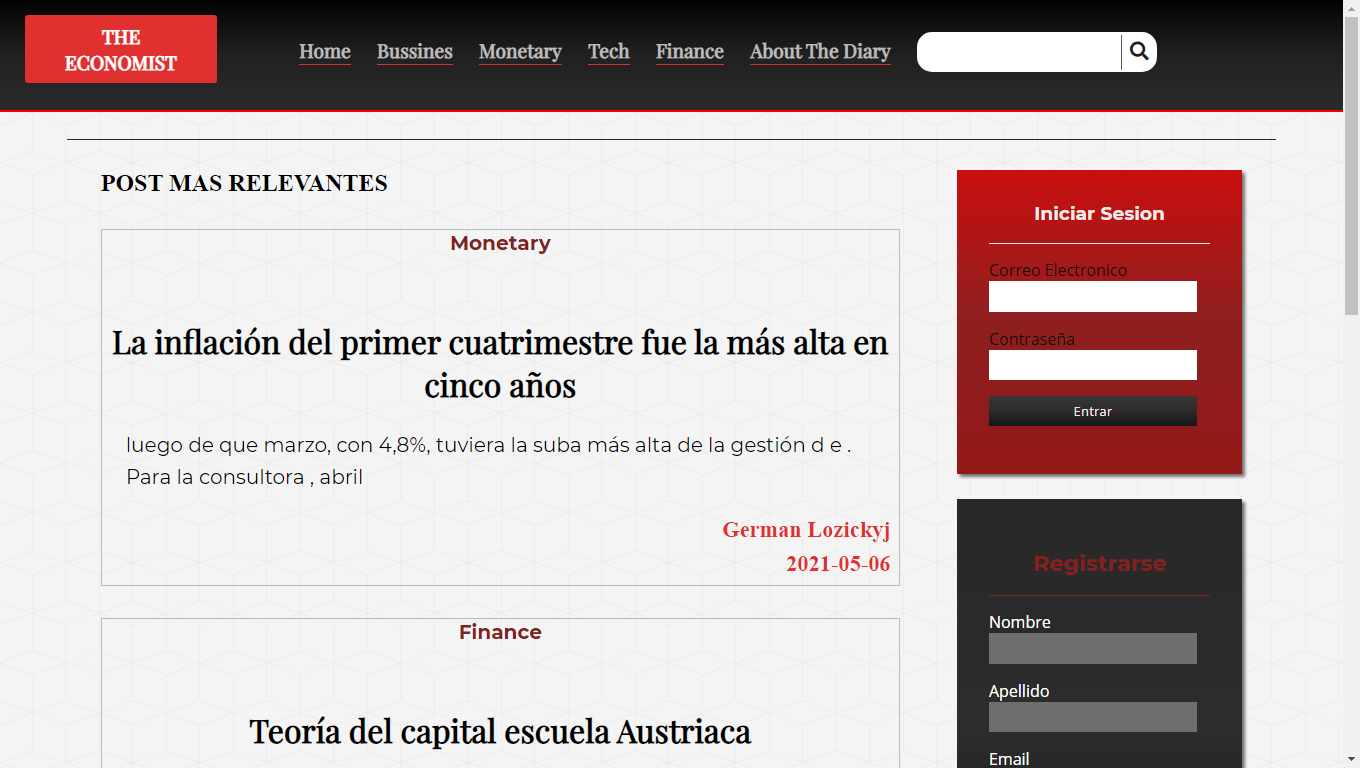 THE
ECONOMIST
Home Bussines Monetary Tech Finance About The Diary
POST MAS RELEVANTES
Monetary
La inflación del primer cuatrimestre fue la más alta en
cinco años
luego de que marzo, con 4,8%, tuviera la suba más alta de la gestión d e .
Para la consultora , abril
German Lozickyj
2021-05-06
Finance
Teoría del capital escuela Austriaca
Iniciar Sesion
Correo Electronico
Contraseña
Entrar
Registrarse
Nombre
Apellido
Email